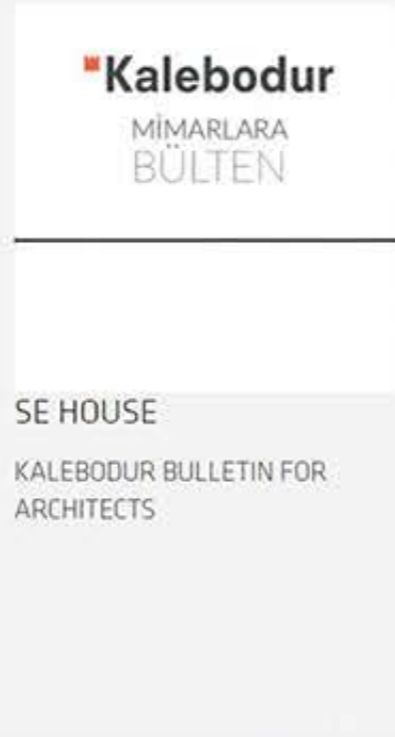 Kalebodur
MİMARLARA
BÜLTEN
SE HOUSE
KALEBODUR BULLETIN FOR
ARCHITECTS